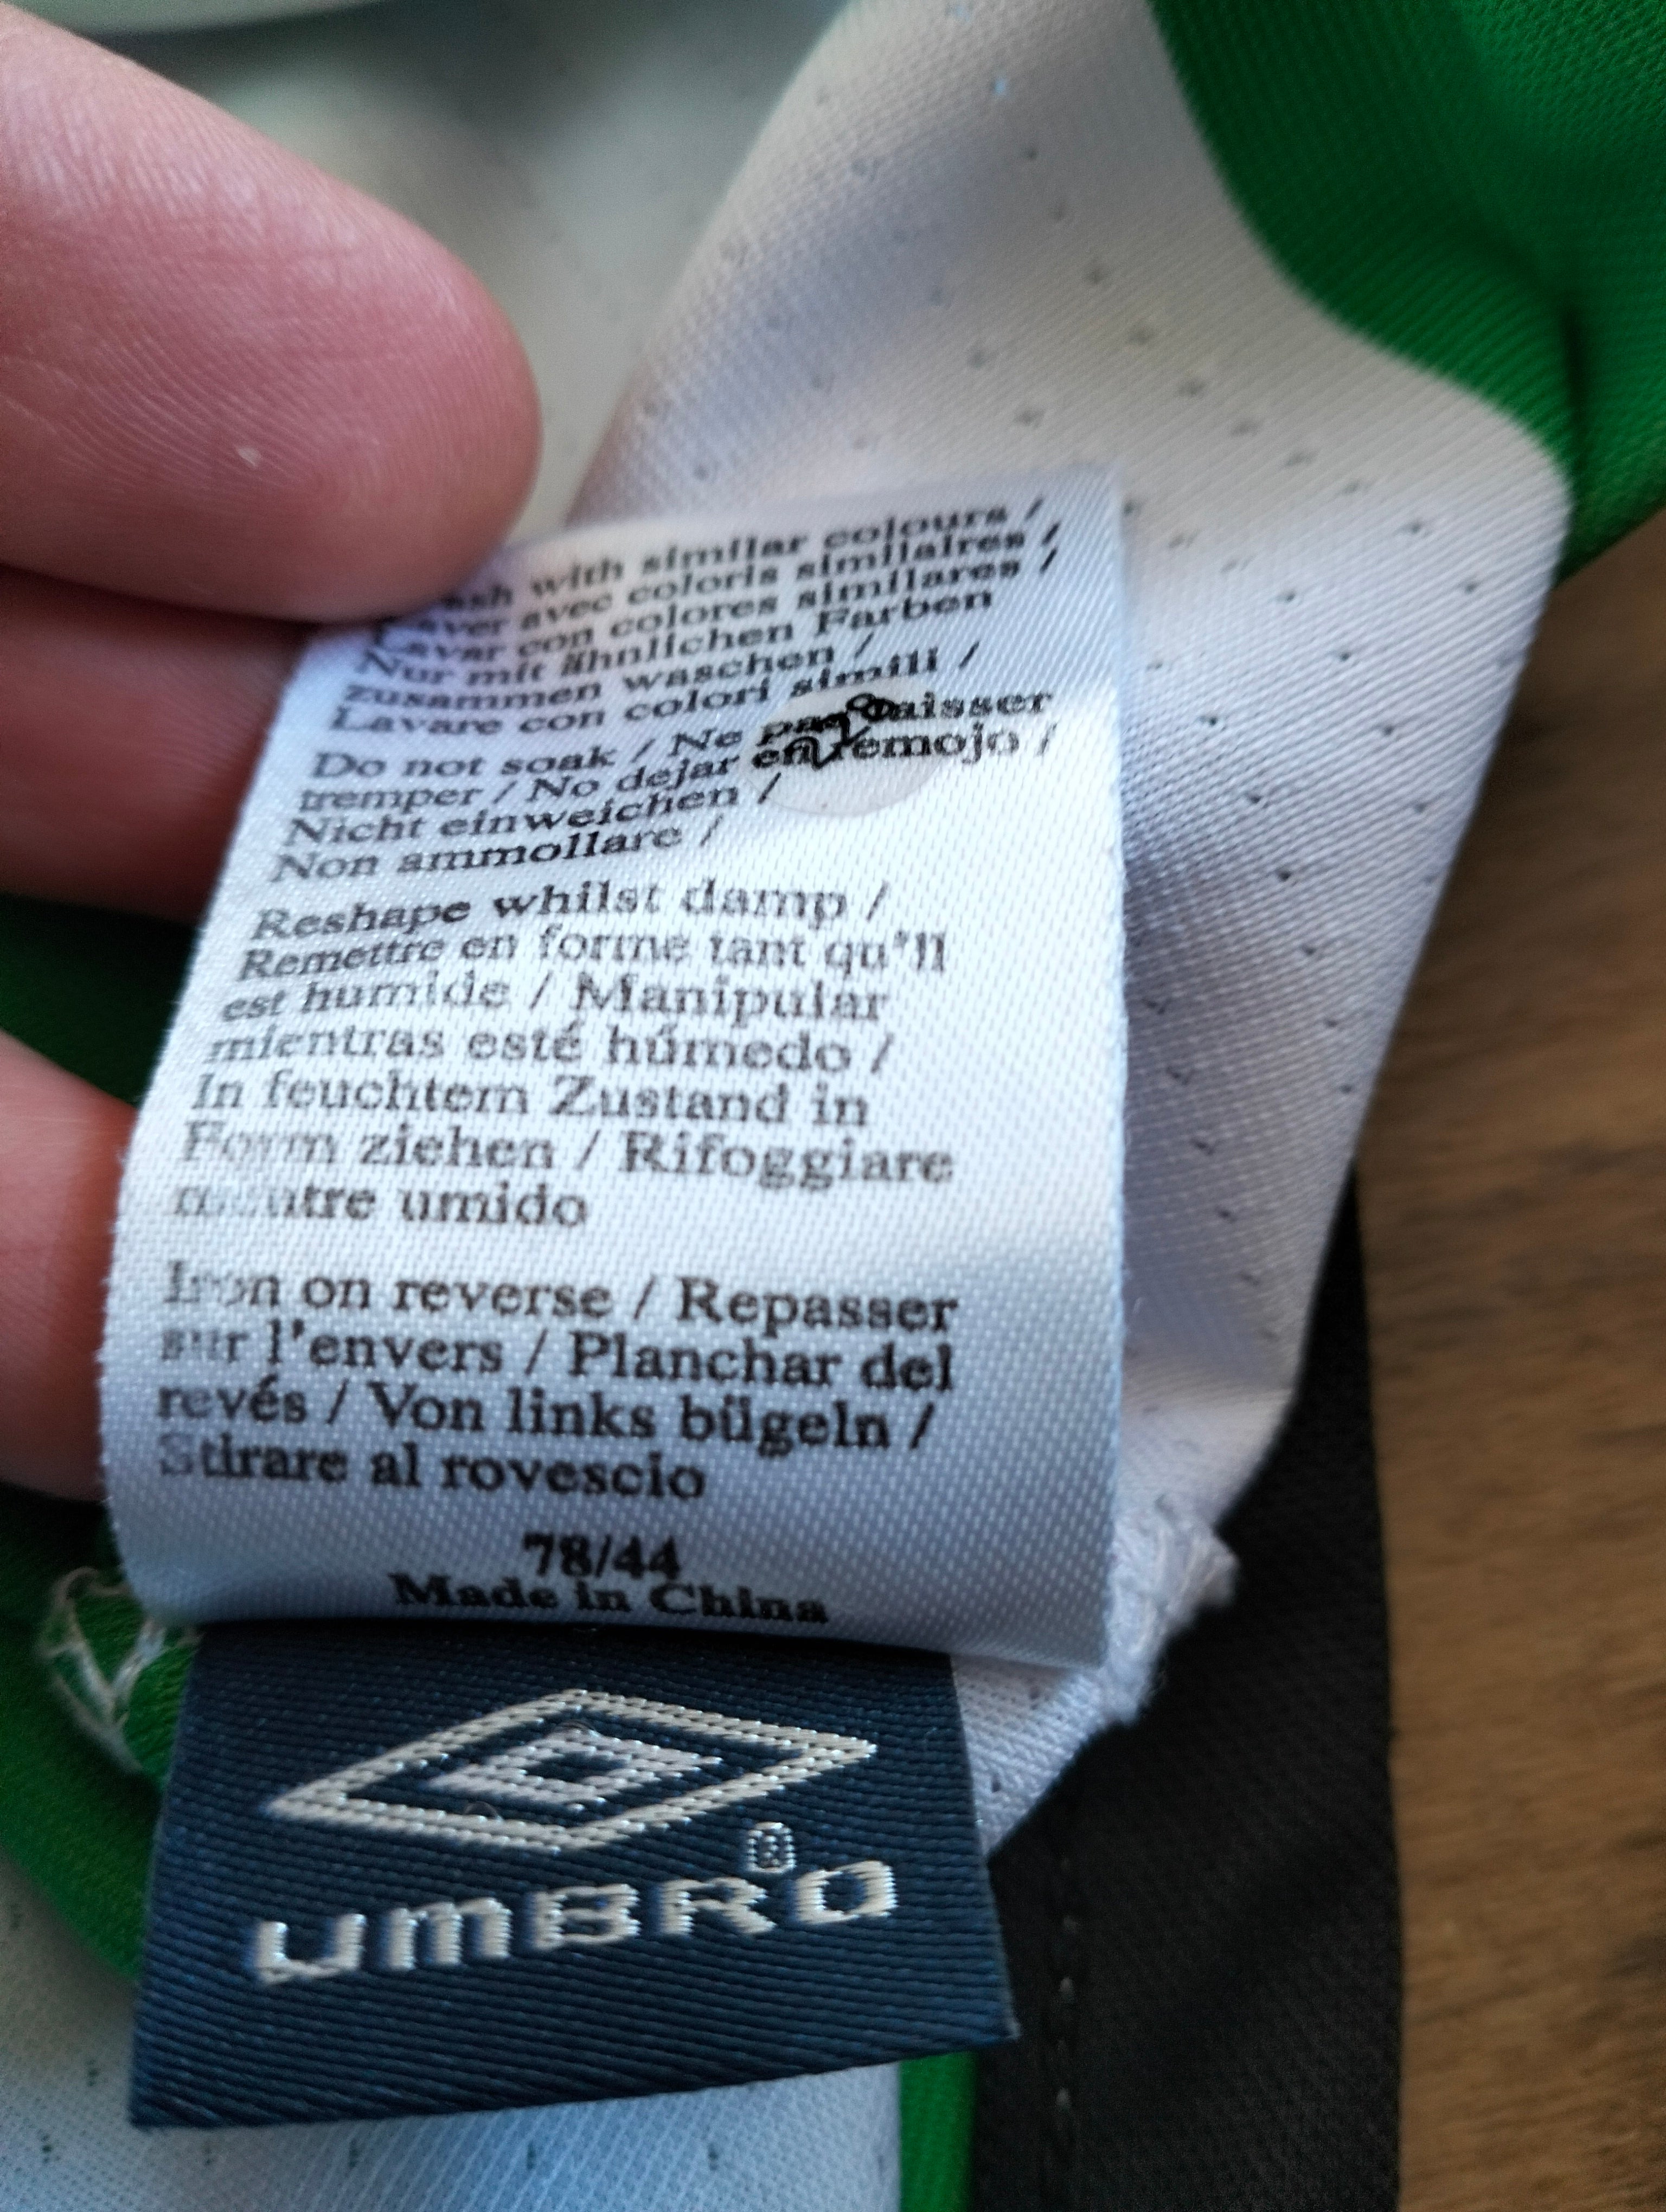 with similar colours /
Laver avec coloris similaires /
Lavar con colores similares /
Nur mit ähnlichen Farben
zusammen waschen /
Lavare con colori simili /
Do not soak / Ne pas laisser
tremper / No dejar en remojo /
Nicht einweichen /
Non ammollare /
Reshape whilst damp /
Remettre en forme tant qu'il
est humide / Manipular
mientras esté húmedo /
In feuchtem Zustand in
Form ziehen / Rifoggiare
mentre umido
Iron on reverse / Repasser
sur l'envers / Planchar del
revés / Von links bügeln /
Stirare al rovescio
78/44
Made in China
UMBRO®